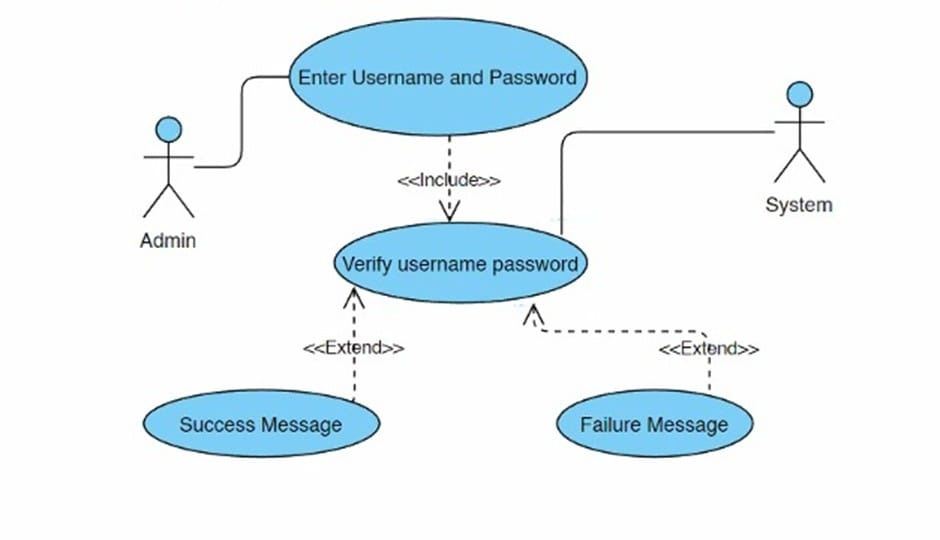 Enter Username and Password
<<Include>>
System
Admin
Verify username password
<<Extend>>
<<Extend>>
Success Message
Failure Message